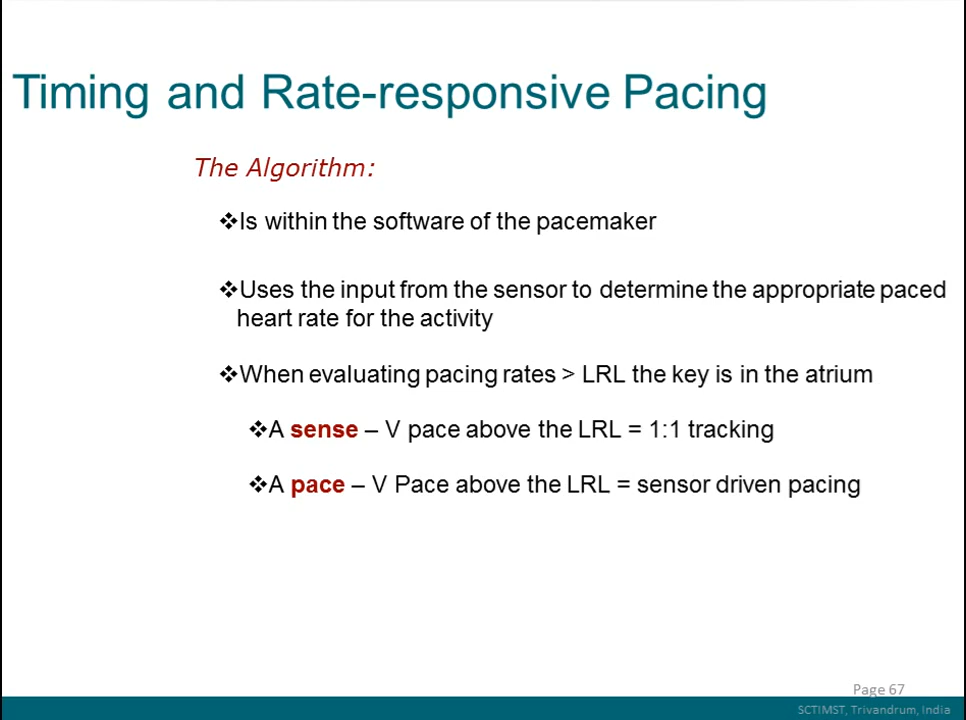 Timing and Rate-responsive Pacing
The Algorithm:
❖Is within the software of the pacemaker
❖Uses the input from the sensor to determine the appropriate paced
heart rate for the activity
❖When evaluating pacing rates > LRL the key is in the atrium
❖A sense – V pace above the LRL = 1:1 tracking
❖A pace – V Pace above the LRL = sensor driven pacing
Page 67
SCTIMST, Trivandrum, India